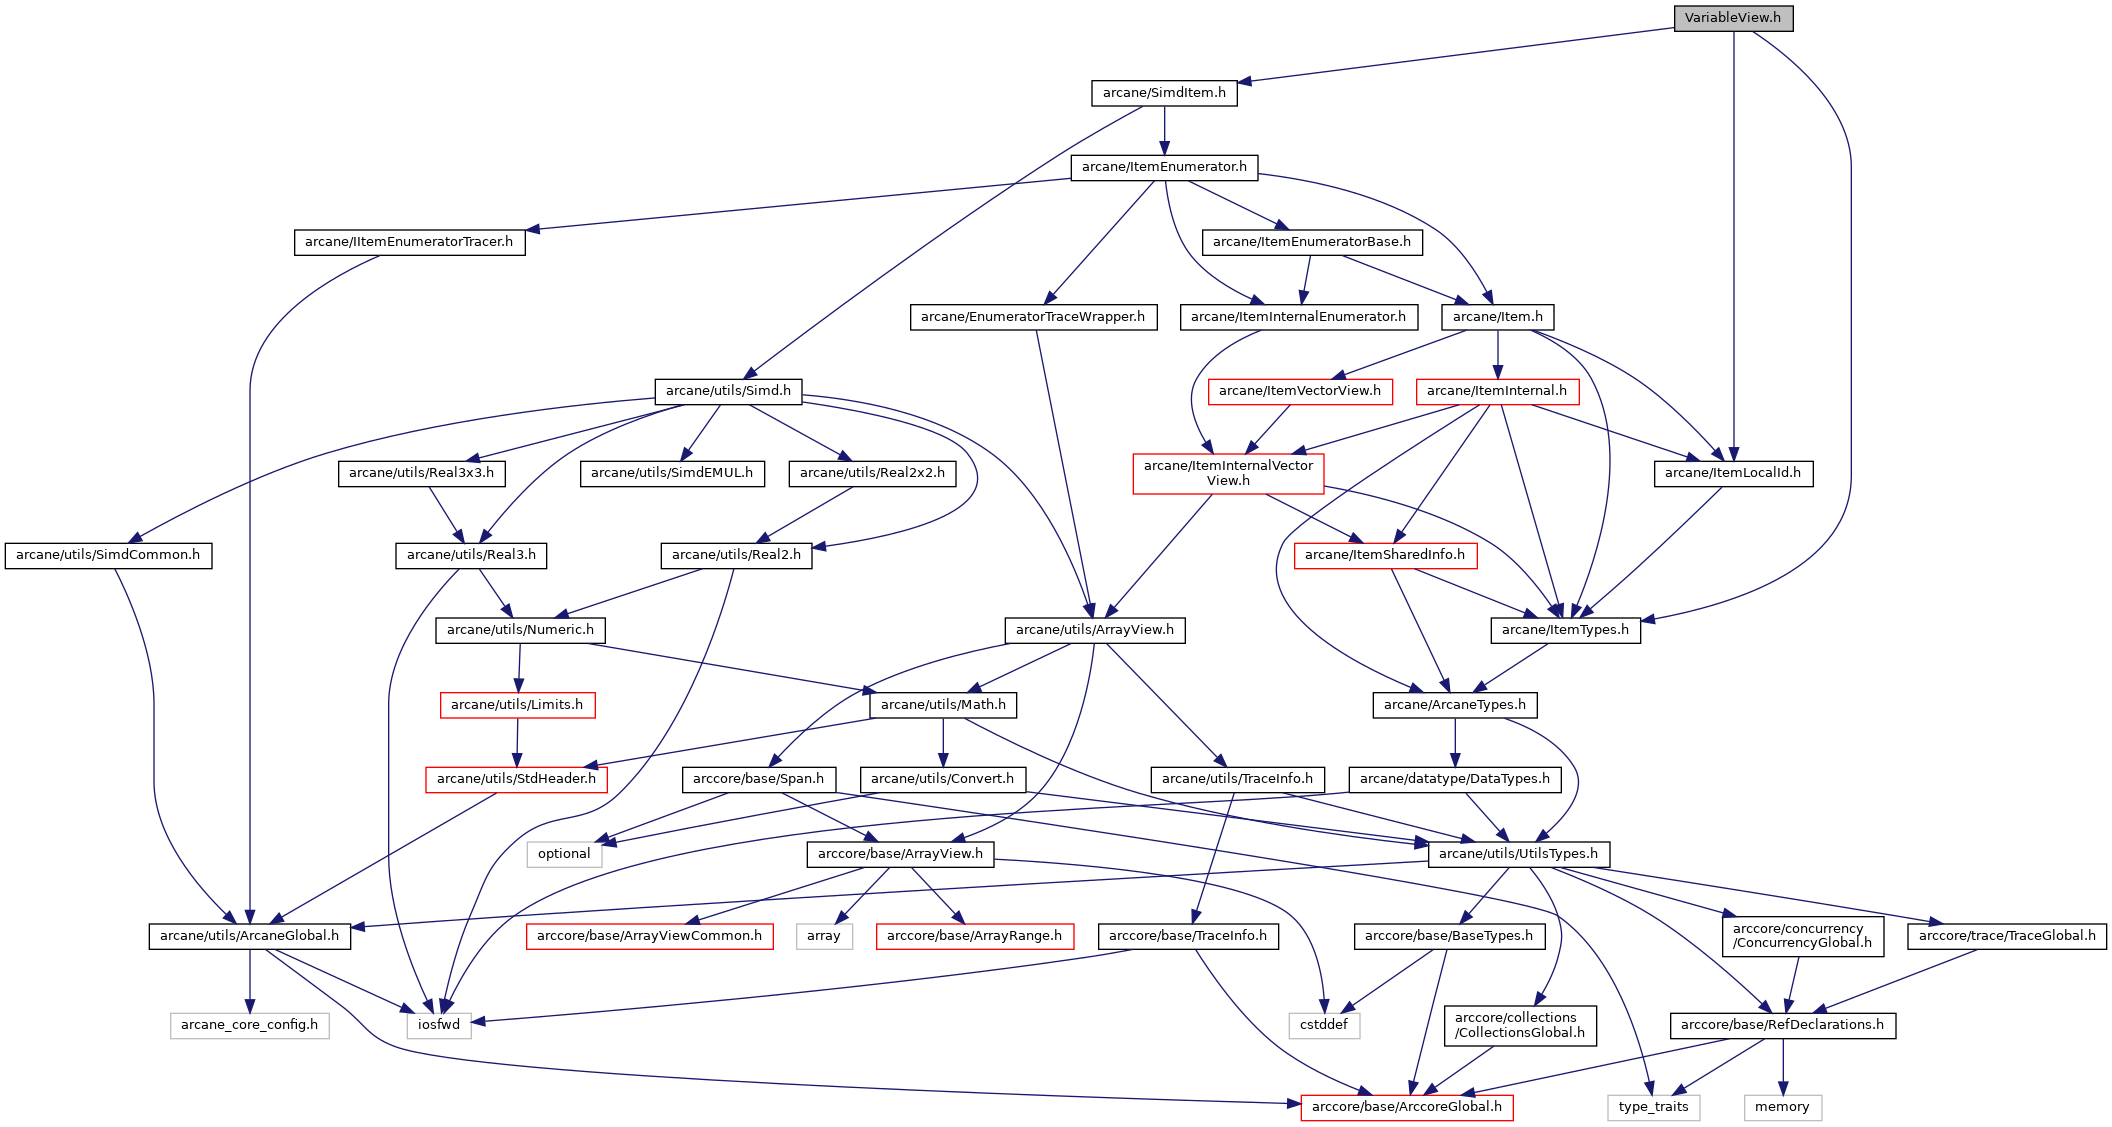 VariableView.h
arcane/SimdItem.h
arcane/ItemEnumerator.h
arcane/IItemEnumeratorTracer.h
arcane/ItemEnumeratorBase.h
arcane/EnumeratorTraceWrapper.h
arcane/ItemInternalEnumerator.h
arcane/Item.h
arcane/utils/Simd.h
arcane/ItemVectorView.h
arcane/ItemInternal.h
arcane/utils/Real3x3.h
arcane/utils/SimdEMUL.h
arcane/utils/Real2x2.h
arcane/ItemInternalVector
View.h
arcane/ItemLocalId.h
arcane/utils/SimdCommon.h
arcane/utils/Real3.h
arcane/utils/Real2.h
arcane/ItemSharedInfo.h
arcane/utils/Numeric.h
arcane/utils/ArrayView.h
arcane/ItemTypes.h
arcane/utils/Limits.h
arcane/utils/Math.h
arcane/ArcaneTypes.h
arcane/utils/StdHeader.h
arccore/base/Span.h
arcane/utils/Convert.h
arcane/utils/TraceInfo.h
arcane/datatype/DataTypes.h
optional
arccore/base/ArrayView.h
arcane/utils/UtilsTypes.h
arcane/utils/ArcaneGlobal.h
arccore/base/ArrayViewCommon.h
array
arccore/base/ArrayRange.h
arccore/base/TraceInfo.h
arccore/base/BaseTypes.h
arccore/concurrency
/ConcurrencyGlobal.h
arccore/trace/TraceGlobal.h
arcane_core_config.h
iosfwd
cstddef
arccore/collections
/CollectionsGlobal.h
arccore/base/RefDeclarations.h
arccore/base/ArccoreGlobal.h
type_traits
memory